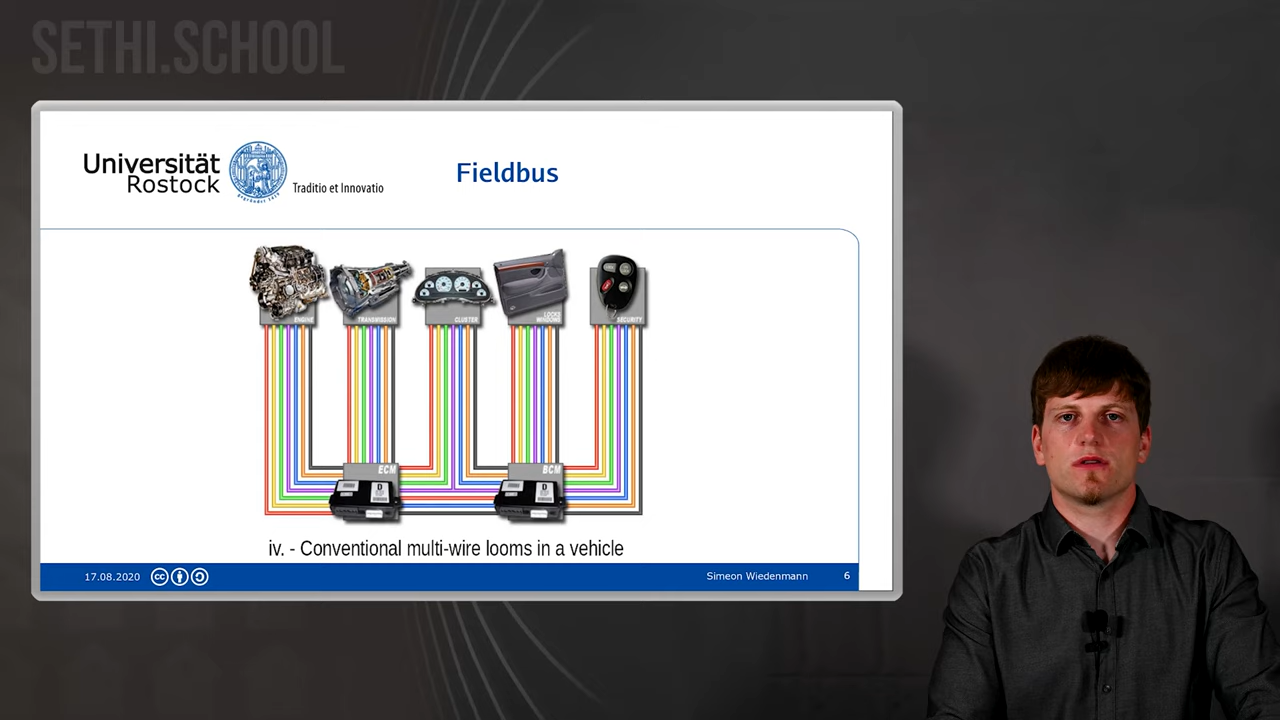 SETHI.SCHOOL
Universität
Rostock
Traditio et Innovatio
Fieldbus
ENGINE
TRANSMISSION
CLUSTER
LOCKS
WINDOWS
SECURITY
ECM
BCM
D
D
iv. - Conventional multi-wire looms in a vehicle
17.08.2020
cc
Simeon Wiedenmann
6